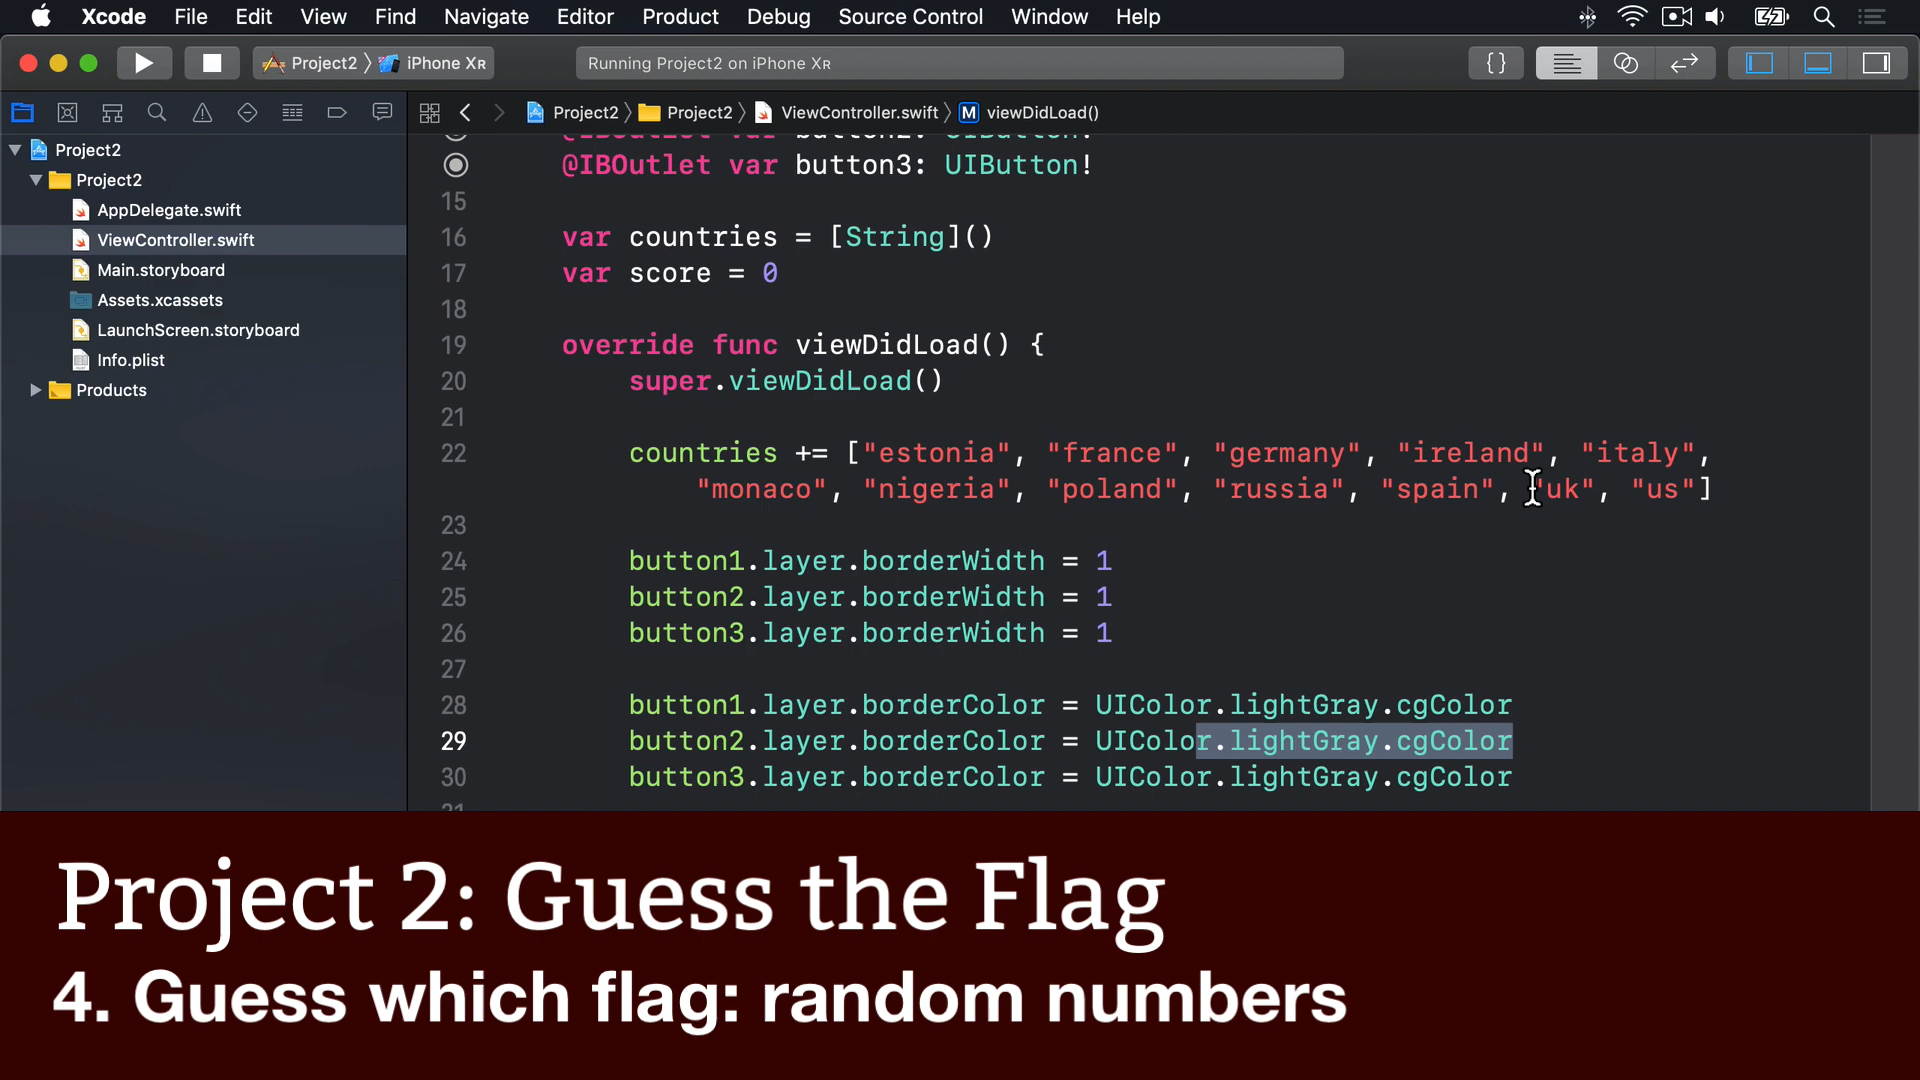 Xcode File Edit View Find Navigate Editor Product Debug Source Control Window Help
Project2 〉 iPhone Xʀ
Running Project2 on iPhone Xʀ
{}
Project2 〉 Project2 〉 ViewController.swift 〉 M viewDidLoad()
Project2
Project2
AppDelegate.swift
ViewController.swift
Main.storyboard
Assets.xcassets
LaunchScreen.storyboard
Info.plist
Products
@IBOutlet var button2: UIButton!
@IBOutlet var button3: UIButton!
15
16 var countries = [String]()
17 var score = 0
18
19 override func viewDidLoad() {
20 super.viewDidLoad()
21
22 countries += ["estonia", "france", "germany", "ireland", "italy",
"monaco", "nigeria", "poland", "russia", "spain", "uk", "us"]
23
24 button1.layer.borderWidth = 1
25 button2.layer.borderWidth = 1
26 button3.layer.borderWidth = 1
27
28 button1.layer.borderColor = UIColor.lightGray.cgColor
29 button2.layer.borderColor = UIColor.lightGray.cgColor
30 button3.layer.borderColor = UIColor.lightGray.cgColor
Project 2: Guess the Flag
4. Guess which flag: random numbers